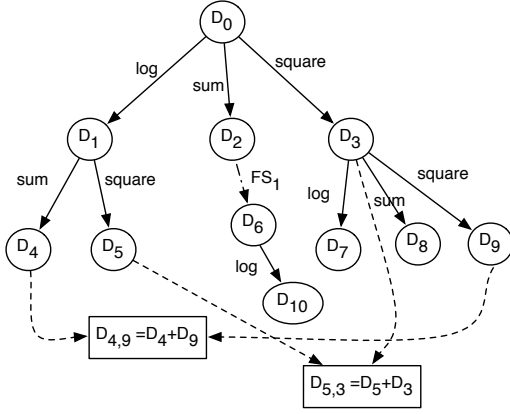 D0
log
sum
square
D1
D2
D3
sum
square
FS1
log
sum
square
D4
D5
D6
D7
D8
D9
log
D10
D4,9 =D4+D9
D5,3 =D5+D3